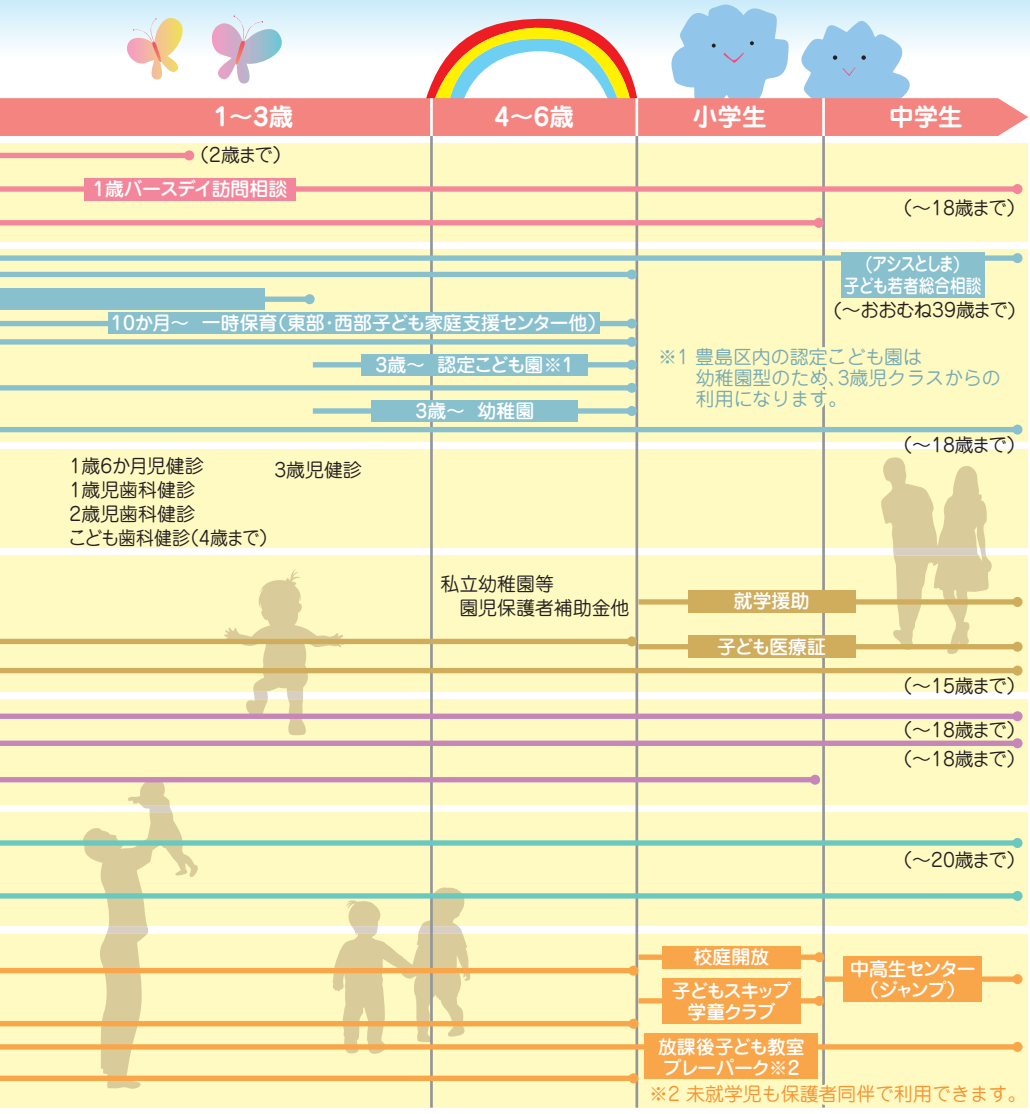 1～3歳
4～6歳
小学生
中学生
（2歳まで）
1歳バースデイ訪問相談
（～18歳まで）
（アシスとしま）
子ども若者総合相談
（～おおむね39歳まで）
10か月～ 一時保育（東部・西部子ども家庭支援センター他）
3歳～ 認定こども園※1
※1 豊島区内の認定こども園は
幼稚園型のため、3歳児クラスからの
利用になります。
3歳～ 幼稚園
（～18歳まで）
1歳6か月児健診
3歳児健診
1歳児歯科健診
2歳児歯科健診
こども歯科健診（4歳まで）
私立幼稚園等
園児保護者補助金他
就学援助
子ども医療証
（～15歳まで）
（～18歳まで）
（～18歳まで）
（～20歳まで）
校庭開放
中高生センター
（ジャンプ）
子どもスキップ
学童クラブ
放課後子ども教室
プレーパーク※2
※2 未就学児も保護者同伴で利用できます。